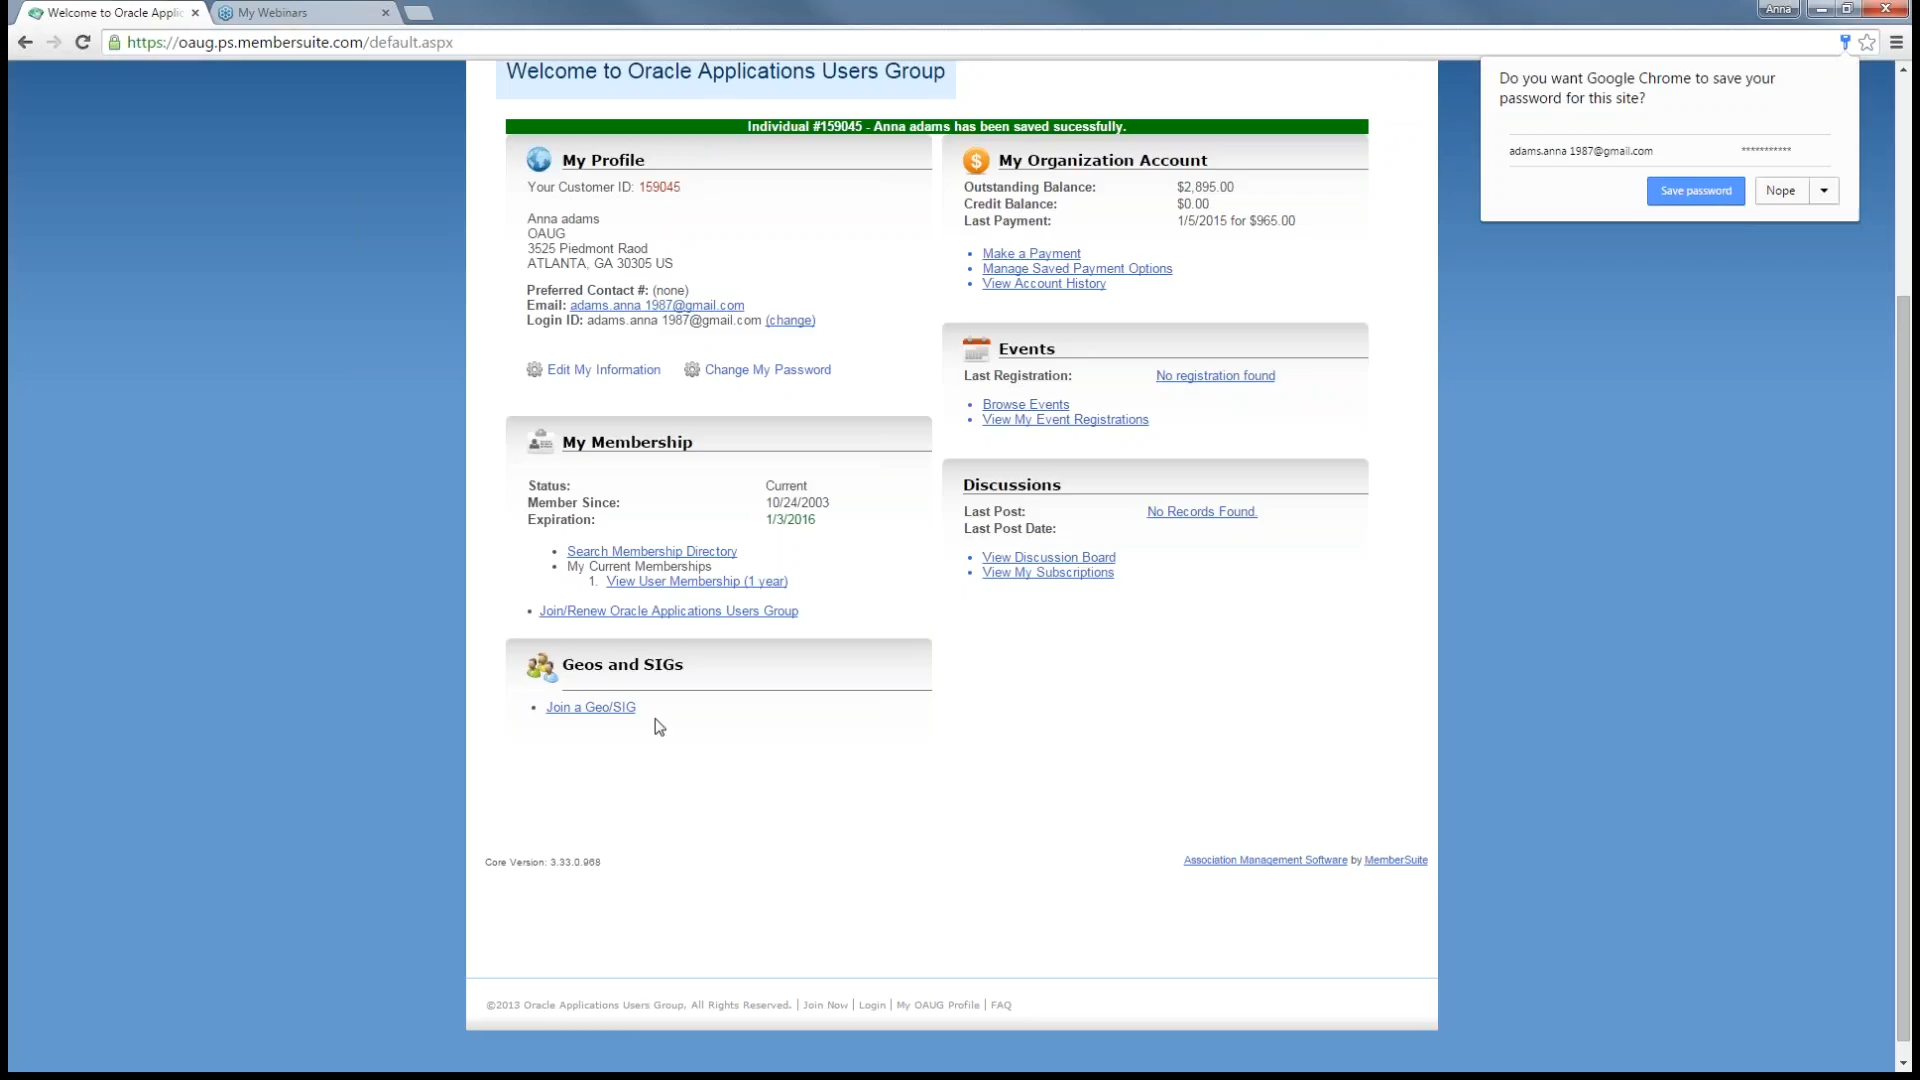 Welcome to Oracle Applic
My Webinars
Anna
https://oaug.ps.membersuite.com/default.aspx
Do you want Google Chrome to save your
password for this site?
adams.anna 1987@gmail.com ***********
Save password
Nope
Welcome to Oracle Applications Users Group
Individual #159045 - Anna adams has been saved sucessfully.
My Profile
Your Customer ID: 159045
Anna adams
OAUG
3525 Piedmont Raod
ATLANTA, GA 30305 US
Preferred Contact #: (none)
Email: adams.anna 1987@gmail.com
Login ID: adams.anna 1987@gmail.com (change)
Edit My Information
Change My Password
My Membership
Status: Current
Member Since: 10/24/2003
Expiration: 1/3/2016
• Search Membership Directory
• My Current Memberships
1. View User Membership (1 year)
• Join/Renew Oracle Applications Users Group
Geos and SIGs
• Join a Geo/SIG
My Organization Account
Outstanding Balance: $2,895.00
Credit Balance: $0.00
Last Payment: 1/5/2015 for $965.00
• Make a Payment
• Manage Saved Payment Options
• View Account History
Events
Last Registration: No registration found
• Browse Events
• View My Event Registrations
Discussions
Last Post: No Records Found.
Last Post Date:
• View Discussion Board
• View My Subscriptions
Core Version: 3.33.0.968
Association Management Software by MemberSuite
©2013 Oracle Applications Users Group, All Rights Reserved. | Join Now | Login | My OAUG Profile | FAQ